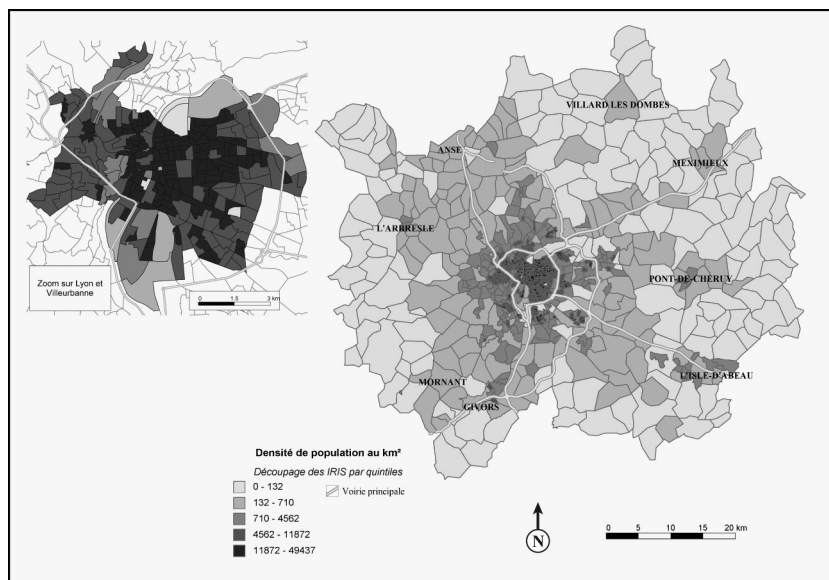 VILLARD LES DOMBES
ANSE
MEXIMIEUX
L'ARBRESLE
PONT-DE-CHERUY
Zoom sur Lyon et
Villeurbanne
0 1.5 3 km
L'ISLE-D'ABEAU
MORNANT
GIVORS
Densité de population au km²
Découpage des IRIS par quintiles
0 - 132
Voirie principale
132 - 710
710 - 4562
4562 - 11872
11872 - 49437
N
0 5 10 15 20 km